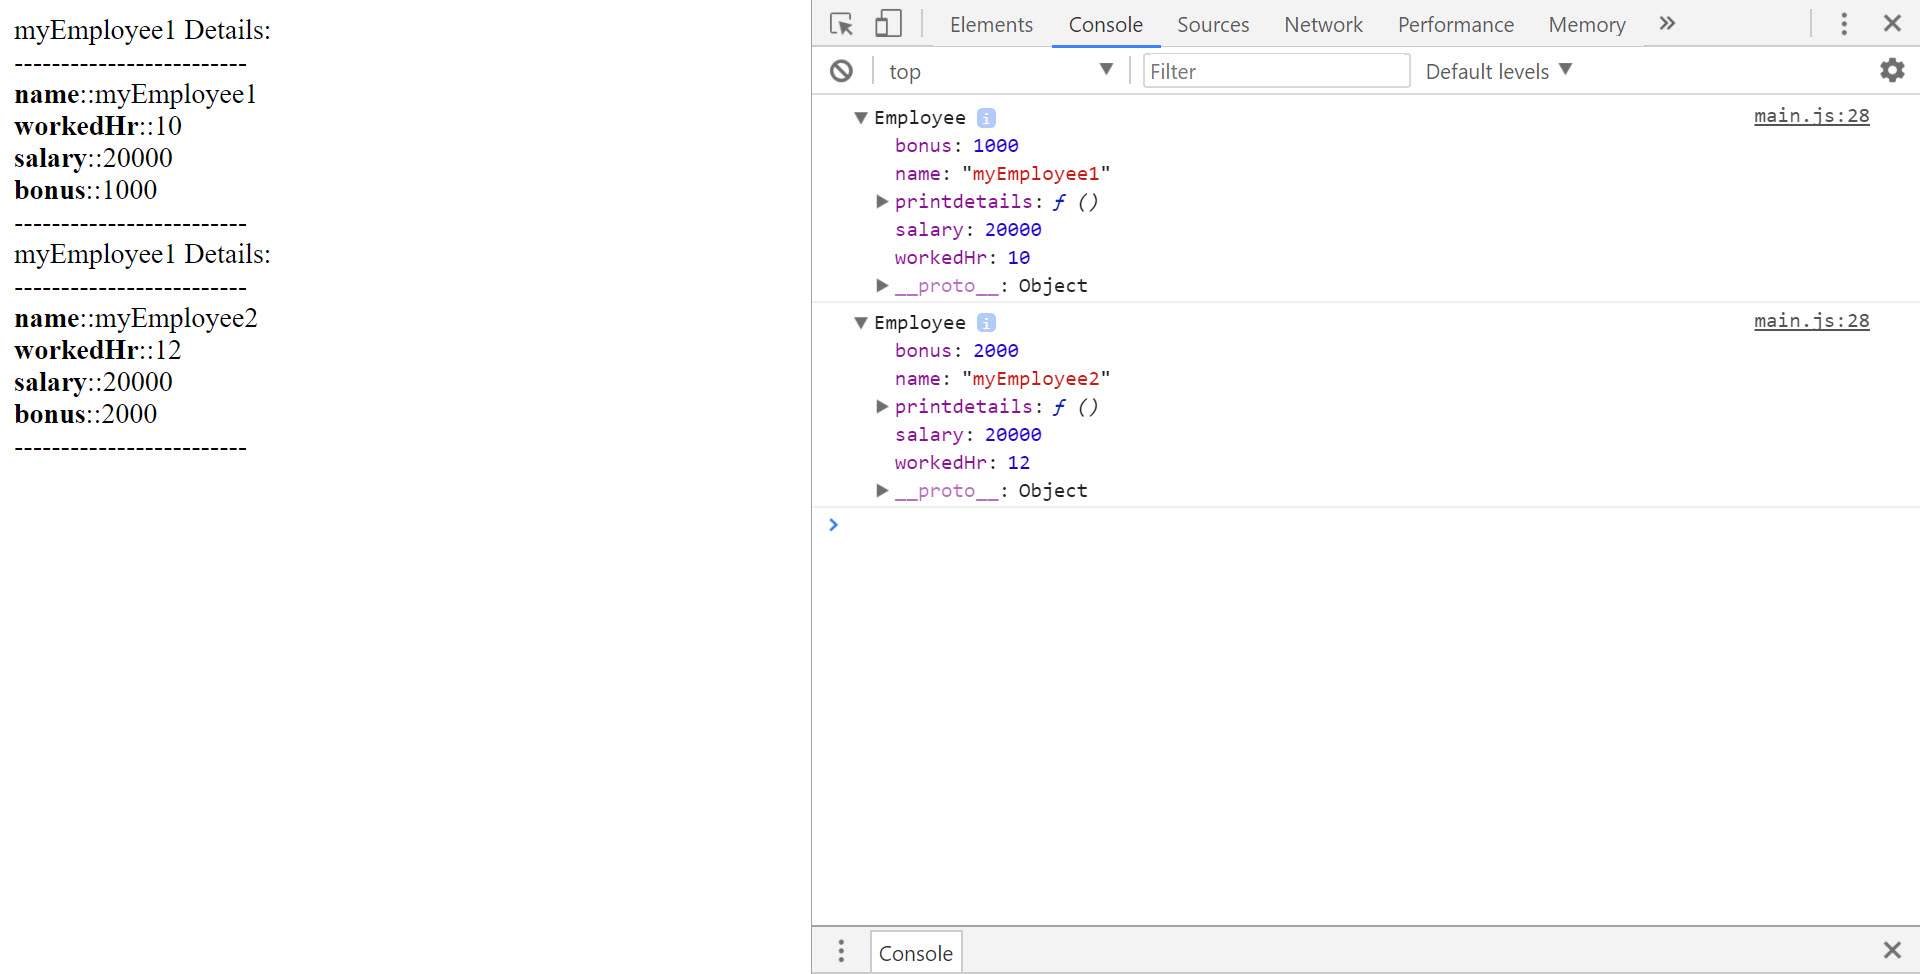 myEmployee1 Details:
-------------------------
name::myEmployee1
workedHr::10
salary::20000
bonus::1000
-------------------------
myEmployee1 Details:
-------------------------
name::myEmployee2
workedHr::12
salary::20000
bonus::2000
-------------------------
Elements Console Sources Network Performance Memory »
top Filter Default levels
Employee i main.js:28
bonus: 1000
name: "myEmployee1"
printdetails: ƒ ()
salary: 20000
workedHr: 10
__proto__: Object
Employee i main.js:28
bonus: 2000
name: "myEmployee2"
printdetails: ƒ ()
salary: 20000
workedHr: 12
__proto__: Object
Console